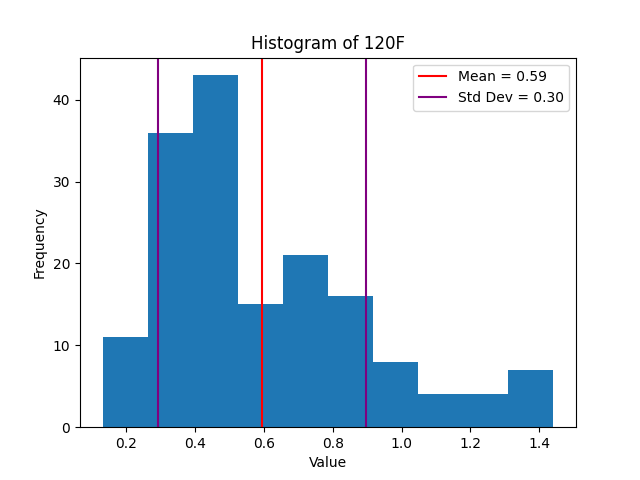 Histogram of 120F
Mean = 0.59
Std Dev = 0.30
40
30
20
10
0
Frequency
0.2 0.4 0.6 0.8 1.0 1.2 1.4
Value